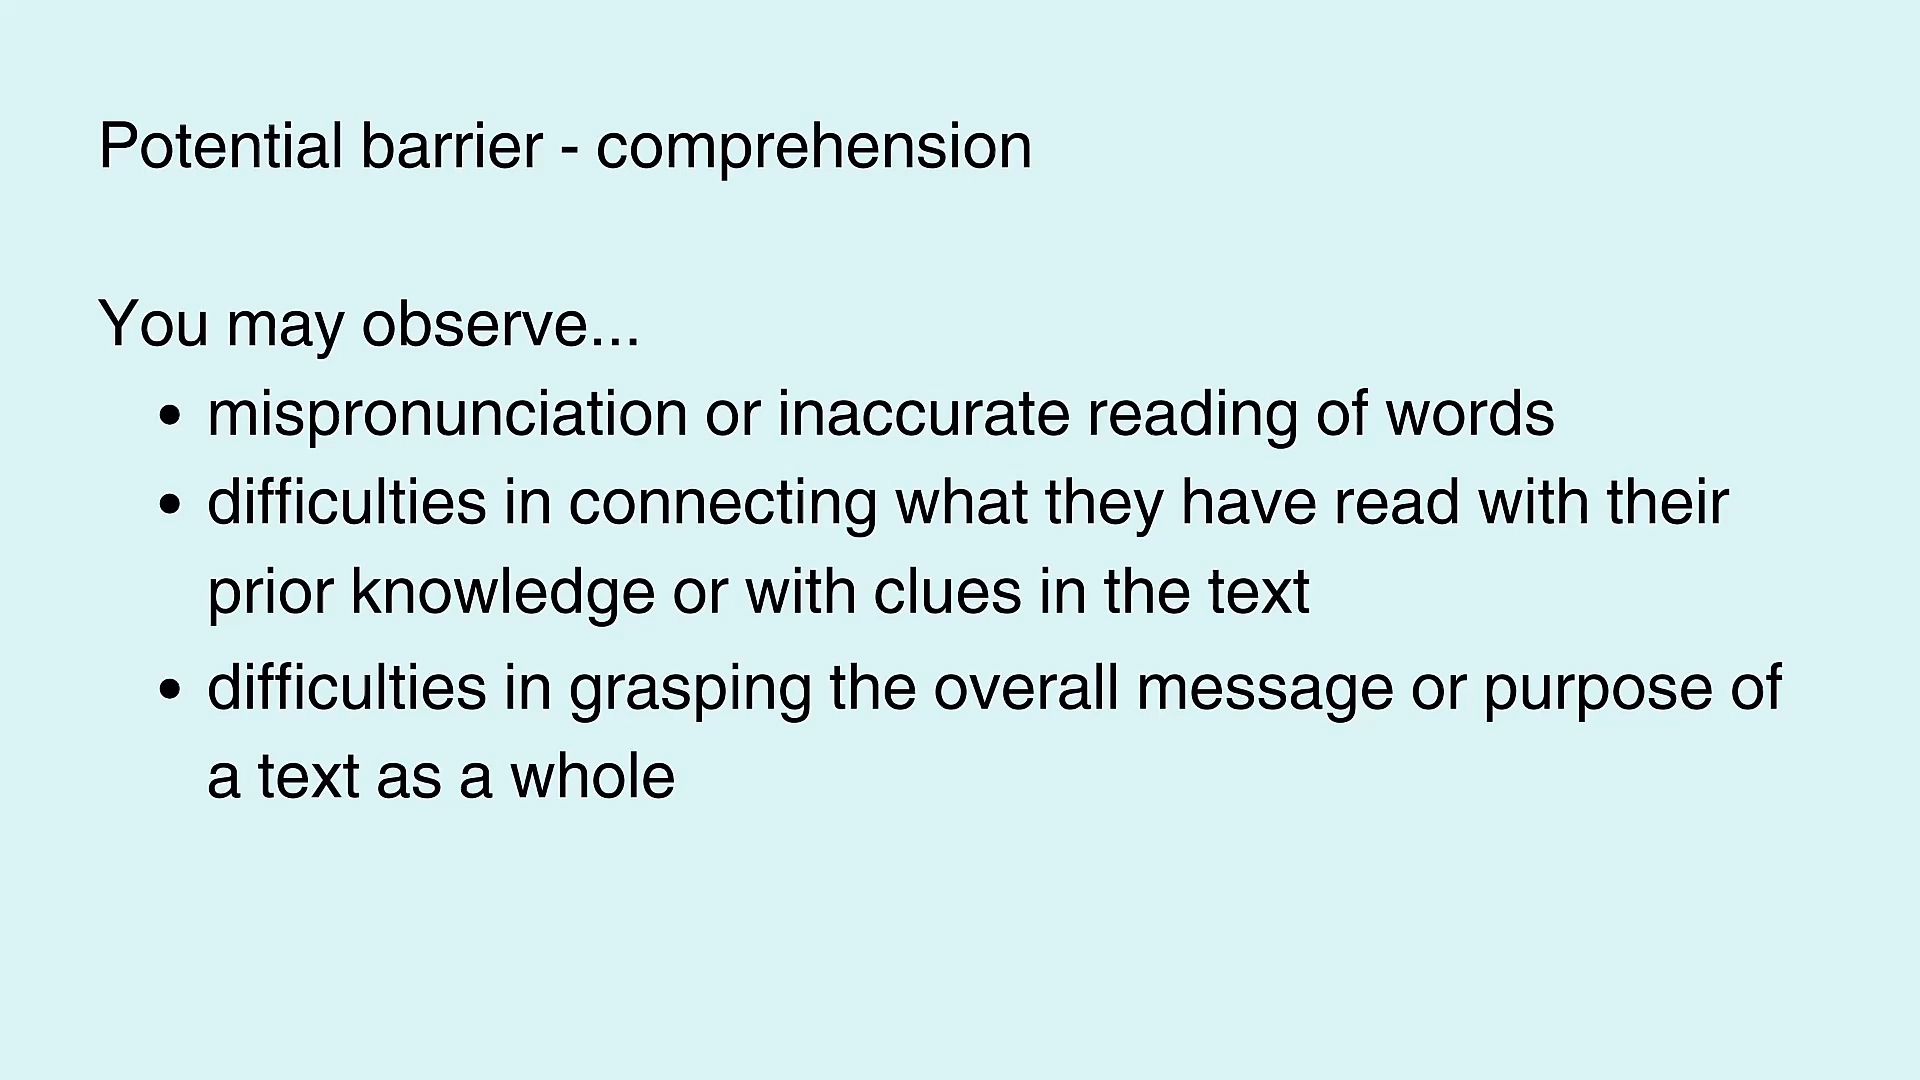 Potential barrier - comprehension
You may observe...
• mispronunciation or inaccurate reading of words
• difficulties in connecting what they have read with their
prior knowledge or with clues in the text
• difficulties in grasping the overall message or purpose of
a text as a whole